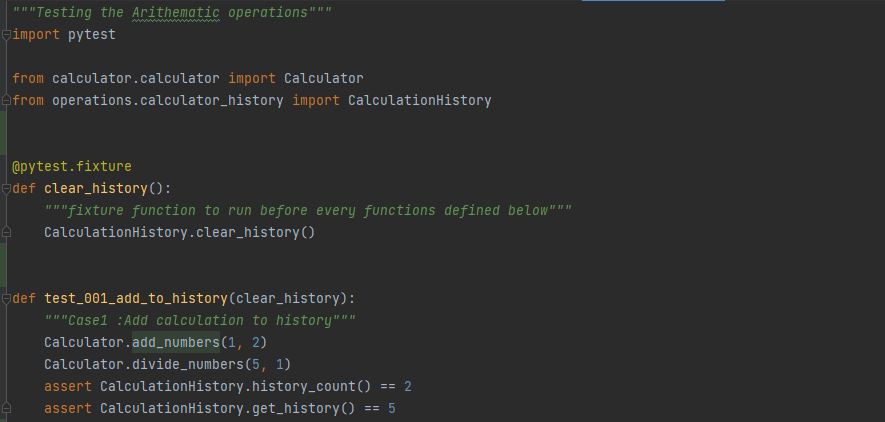 """Testing the Arithematic operations"""
import pytest
from calculator.calculator import Calculator
from operations.calculator_history import CalculationHistory
@pytest.fixture
def clear_history():
    """fixture function to run before every functions defined below"""
    CalculationHistory.clear_history()
def test_001_add_to_history(clear_history):
    """Case1 :Add calculation to history"""
    Calculator.add_numbers(1, 2)
    Calculator.divide_numbers(5, 1)
    assert CalculationHistory.history_count() == 2
    assert CalculationHistory.get_history() == 5